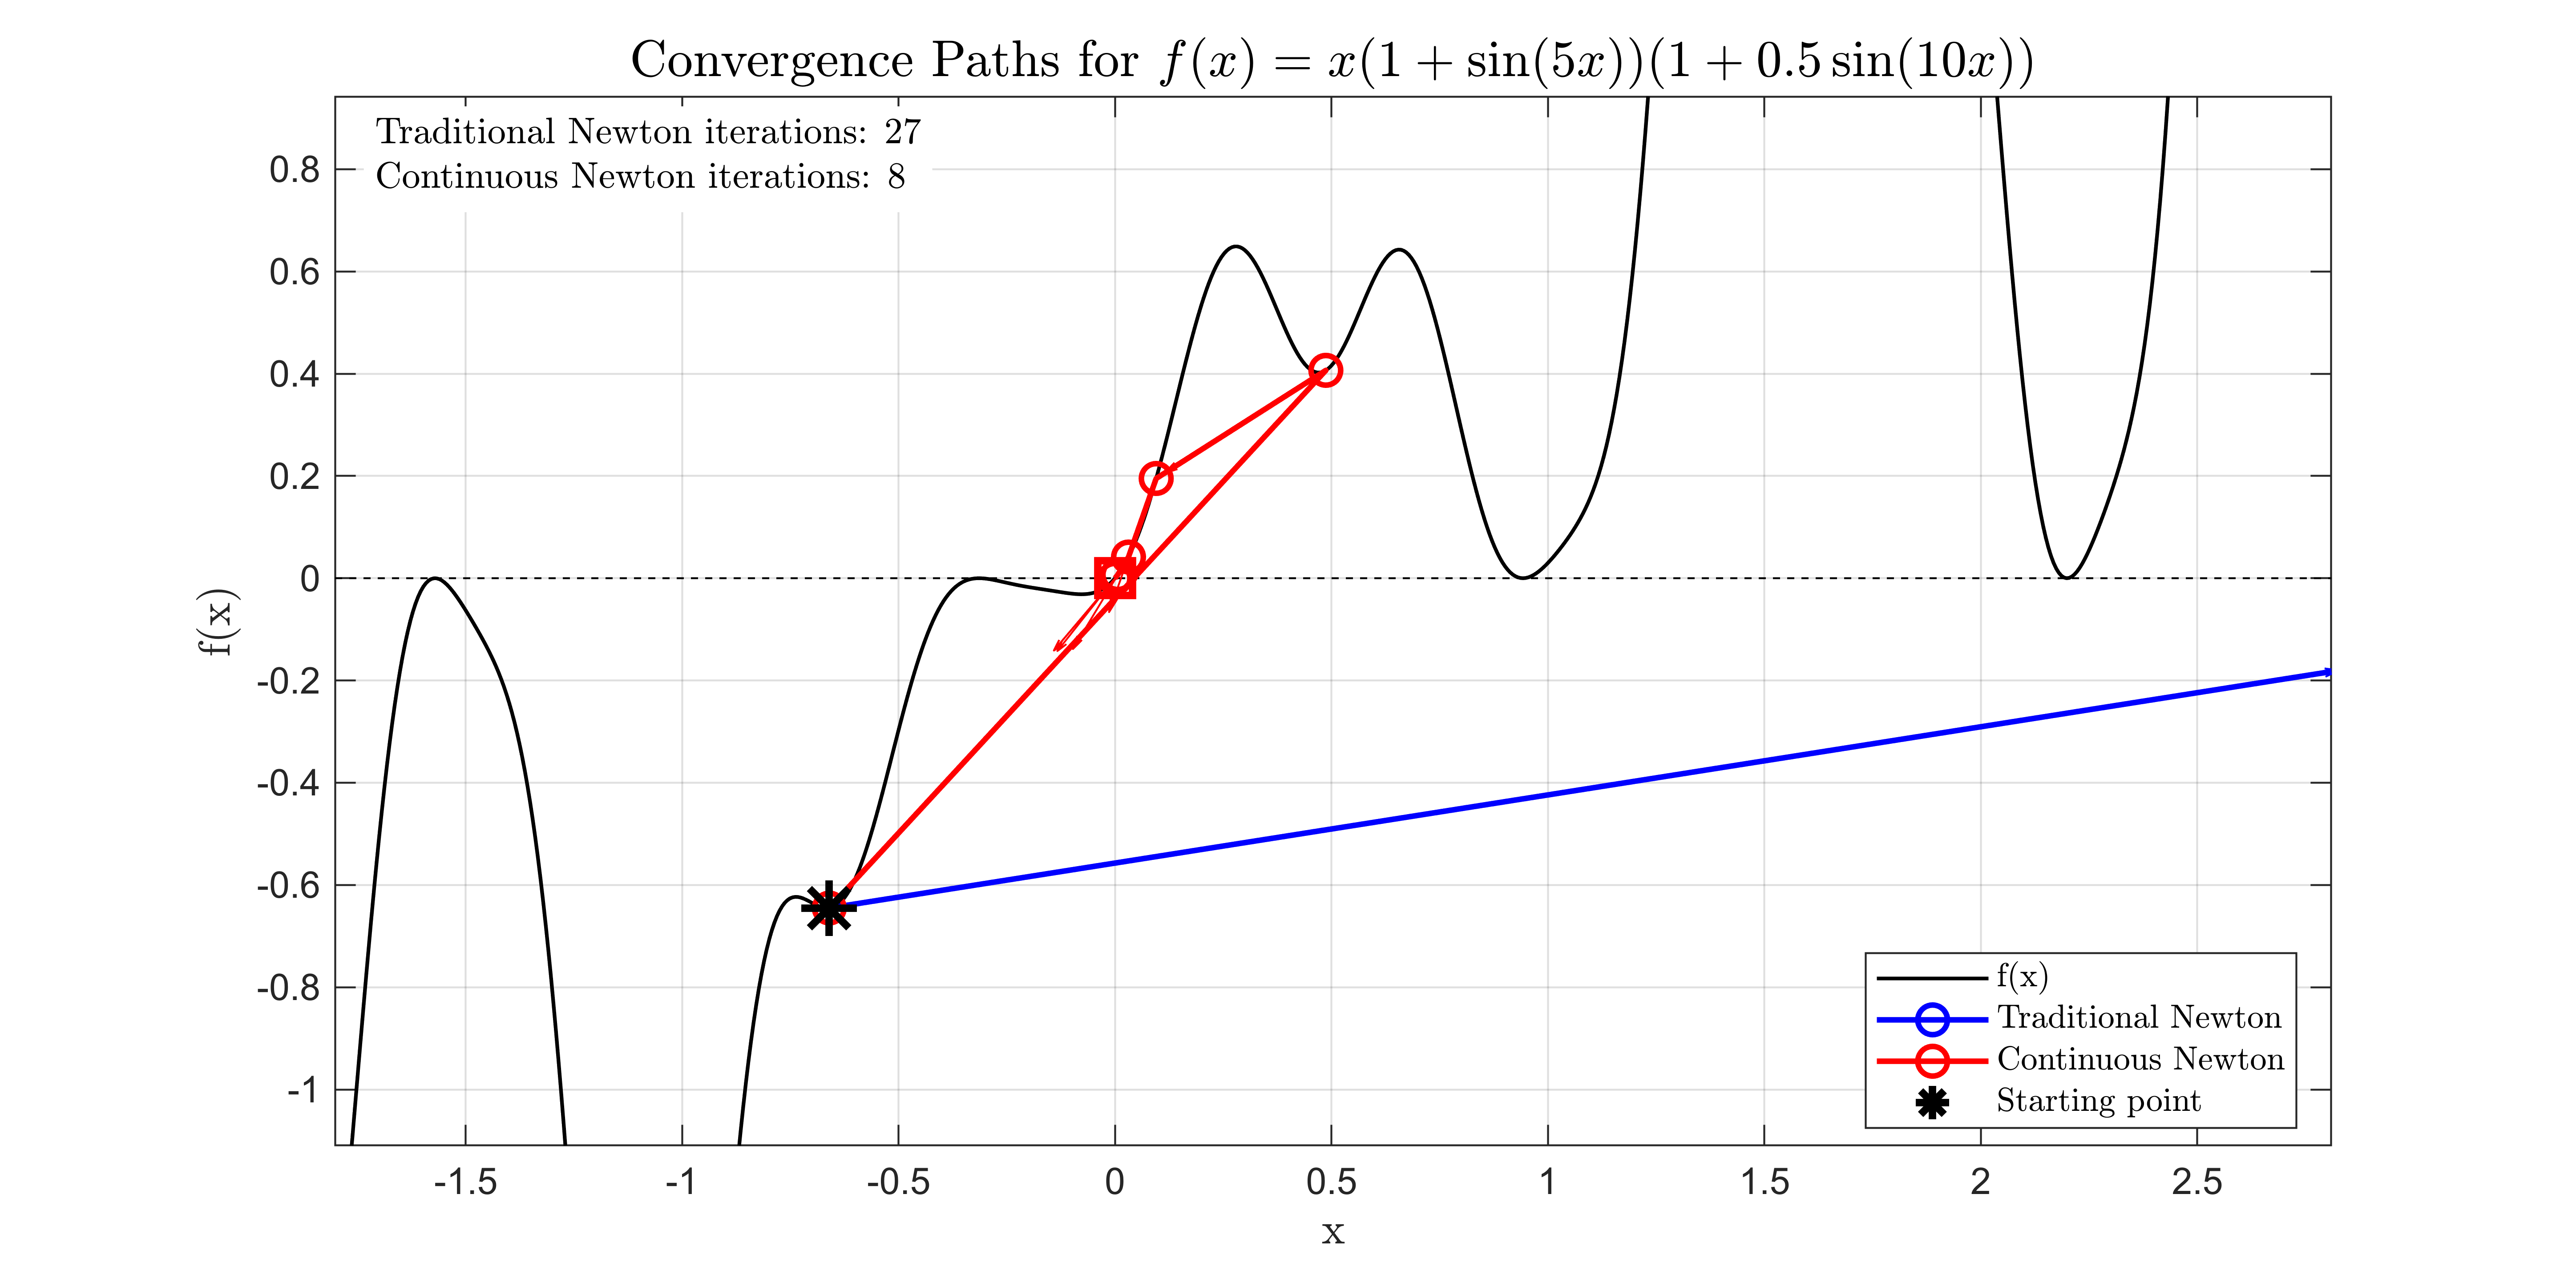 Convergence Paths for f(x) = x(1 + sin(5x))(1 + 0.5 sin(10x))
Traditional Newton iterations: 27
Continuous Newton iterations: 8
0.8
0.6
0.4
0.2
0
-0.2
-0.4
-0.6
-0.8
-1
f(x)
f(x)
Traditional Newton
Continuous Newton
Starting point
-1.5
-1
-0.5
0
0.5
1
1.5
2
2.5
x